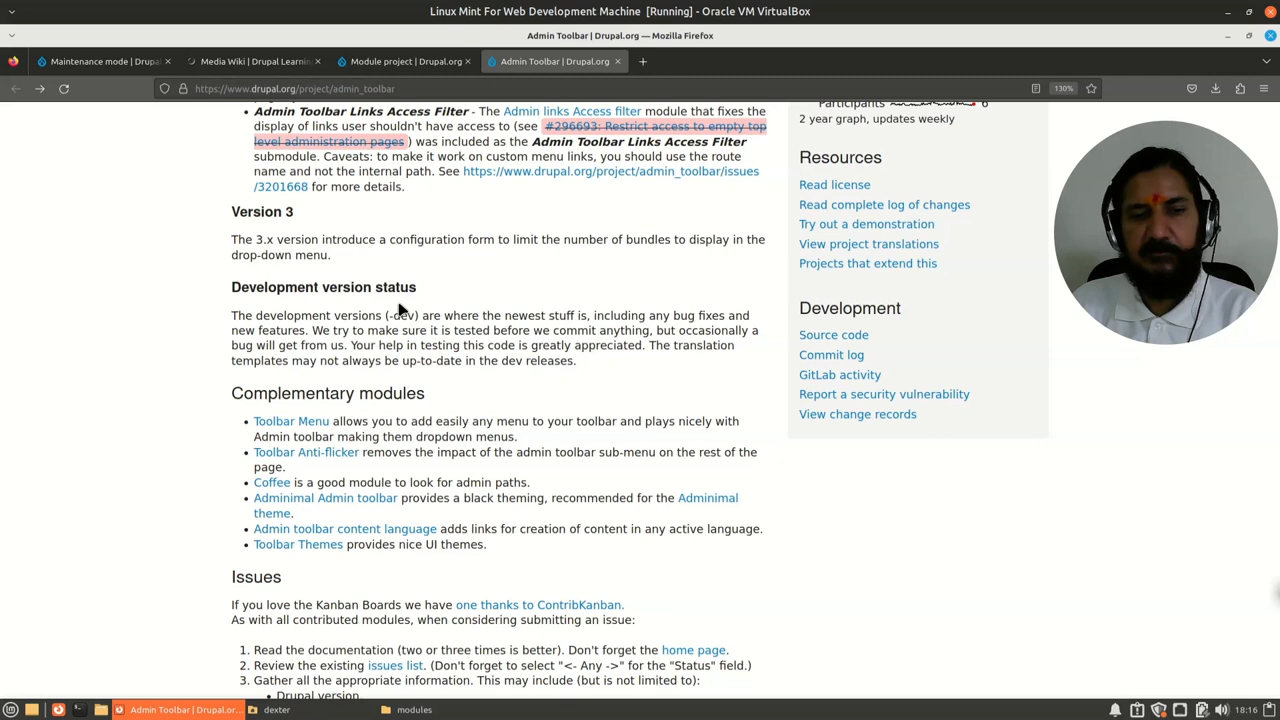 Linux Mint For Web Development Machine [Running] - Oracle VM VirtualBox
Admin Toolbar | Drupal.org — Mozilla Firefox
Maintenance mode | Drupal
Media Wiki | Drupal Learnin
Module project | Drupal.org
Admin Toolbar | Drupal.org
https://www.drupal.org/project/admin_toolbar
130%
Admin Toolbar Links Access Filter - The Admin links Access filter module that fixes the
display of links user shouldn't have access to (see #296693: Restrict access to empty top
level administration pages ) was included as the Admin Toolbar Links Access Filter
submodule. Caveats: to make it work on custom menu links, you should use the route
name and not the internal path. See https://www.drupal.org/project/admin_toolbar/issues
/3201668 for more details.
Version 3
The 3.x version introduce a configuration form to limit the number of bundles to display in the
drop-down menu.
Development version status
The development versions (-dev) are where the newest stuff is, including any bug fixes and
new features. We try to make sure it is tested before we commit anything, but occasionally a
bug will get from us. Your help in testing this code is greatly appreciated. The translation
templates may not always be up-to-date in the dev releases.
Complementary modules
• Toolbar Menu allows you to add easily any menu to your toolbar and plays nicely with
Admin toolbar making them dropdown menus.
• Toolbar Anti-flicker removes the impact of the admin toolbar sub-menu on the rest of the
page.
• Coffee is a good module to look for admin paths.
• Adminimal Admin toolbar provides a black theming, recommended for the Adminimal
theme.
• Admin toolbar content language adds links for creation of content in any active language.
• Toolbar Themes provides nice UI themes.
Issues
If you love the Kanban Boards we have one thanks to ContribKanban.
As with all contributed modules, when considering submitting an issue:
1. Read the documentation (two or three times is better). Don't forget the home page.
2. Review the existing issues list. (Don't forget to select "<- Any ->" for the "Status" field.)
3. Gather all the appropriate information. This may include (but is not limited to):
• Drupal version
Participants 6
2 year graph, updates weekly
Resources
Read license
Read complete log of changes
Try out a demonstration
View project translations
Projects that extend this
Development
Source code
Commit log
GitLab activity
Report a security vulnerability
View change records
Admin Toolbar | Drupal.or...
dexter
modules
18:16